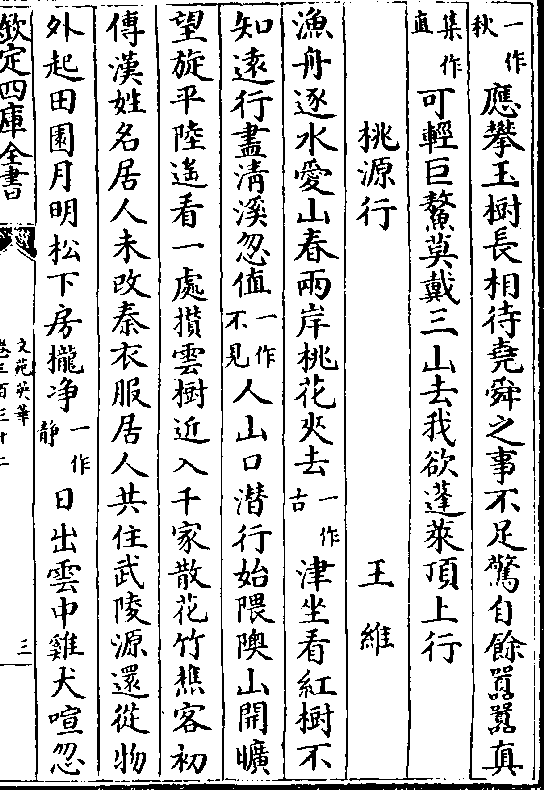 一作秋應攀玉樹長相待堯舜之事不足驚自餘囂囂真
集作直可輕巨鰲莫戴三山去我欲蓬萊頂上行
桃源行 王維
漁舟逐水愛山春兩岸桃花夾去一作古津坐看紅樹不
知遠行盡清溪忽值一作不見人山口潛行始隈隩山開曠
望旋平陸遙看一處攢雲樹近入千家散花竹樵客初
傳漢姓名居人未改秦衣服居人共住武陵源還從物
外起田園月明松下房櫳净一作静日出雲中雞犬喧忽
欽定四庫全書
文苑英華
卷三百三十二
三